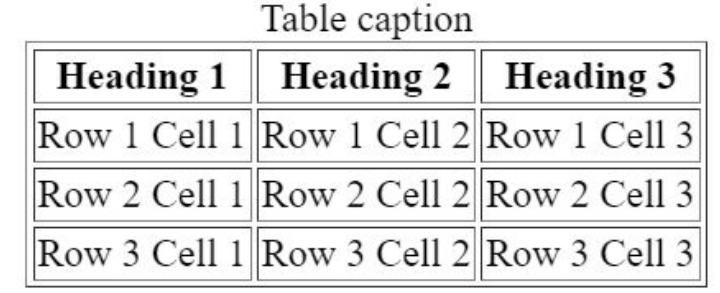 Table caption
Heading 1 Heading 2 Heading 3
Row 1 Cell 1 Row 1 Cell 2 Row 1 Cell 3
Row 2 Cell 1 Row 2 Cell 2 Row 2 Cell 3
Row 3 Cell 1 Row 3 Cell 2 Row 3 Cell 3